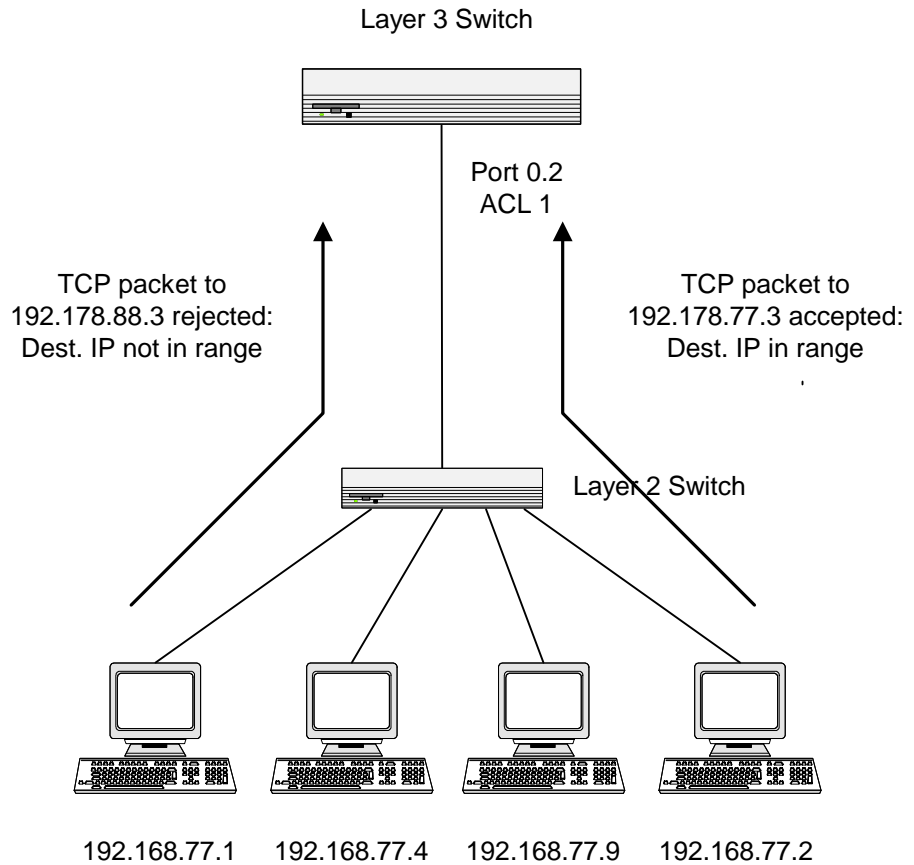 Layer 3 Switch
Port 0.2
ACL 1
TCP packet to
192.178.88.3 rejected:
Dest. IP not in range
TCP packet to
192.178.77.3 accepted:
Dest. IP in range
Layer 2 Switch
192.168.77.1
192.168.77.4
192.168.77.9
192.168.77.2